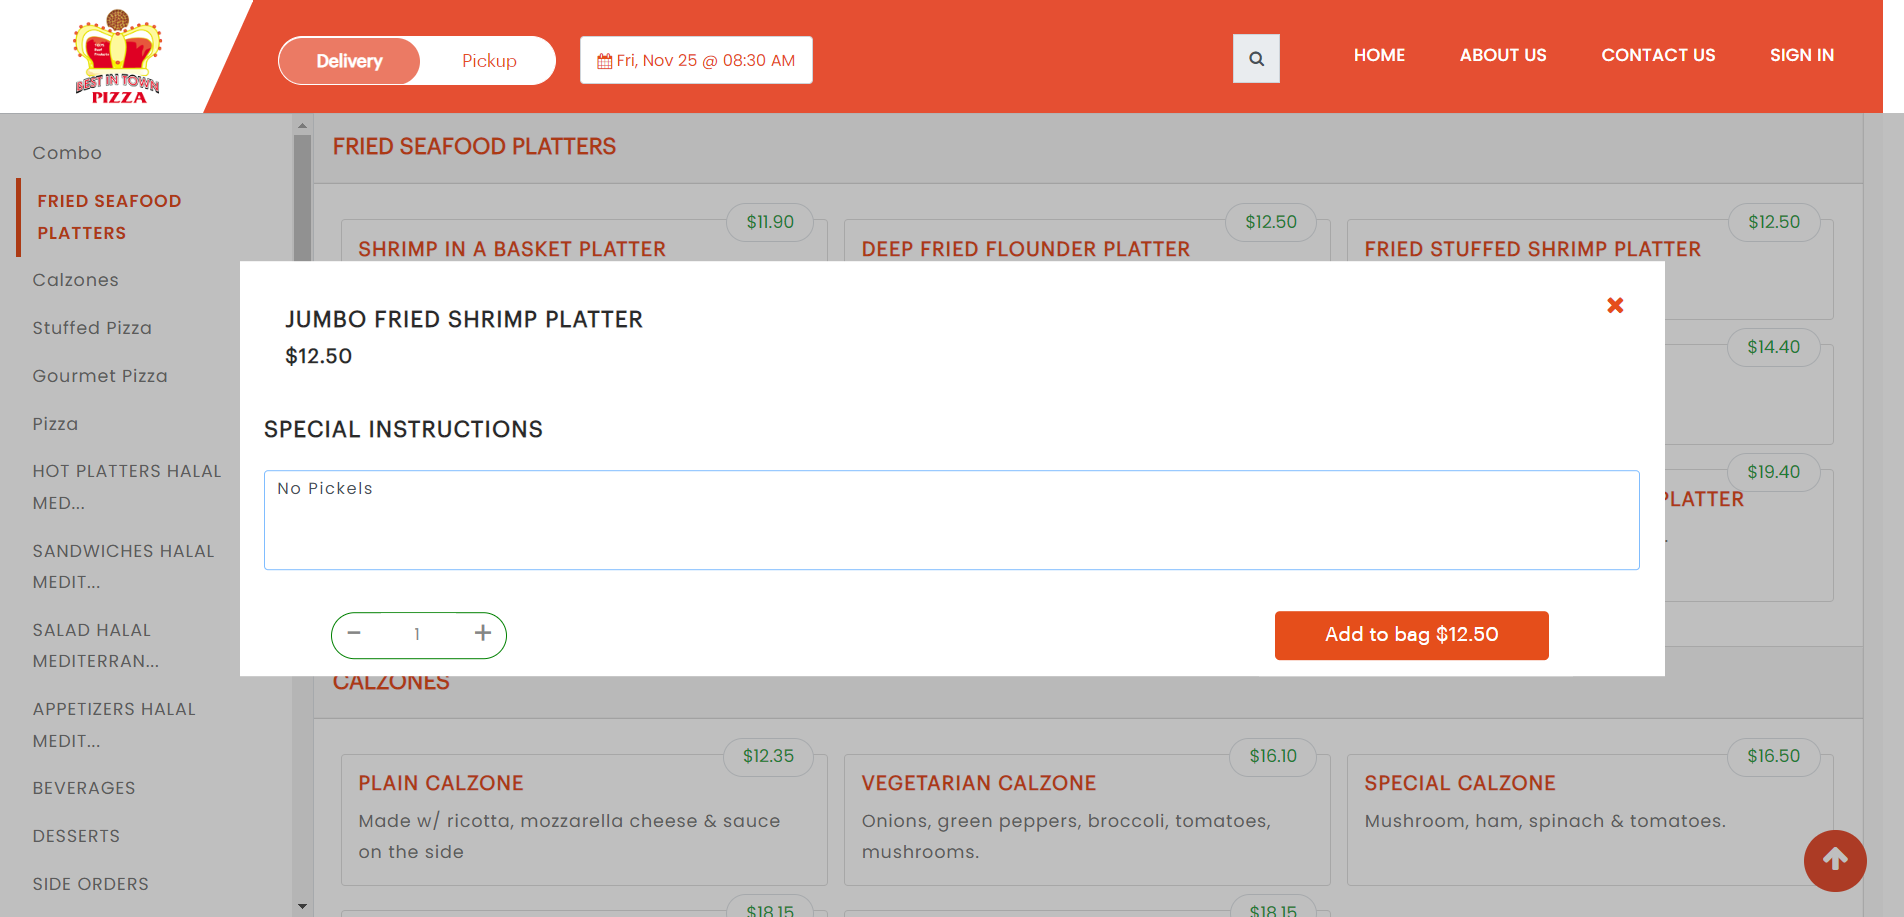 BEST IN TOWN
PIZZA
Delivery
Pickup
Fri, Nov 25 @ 08:30 AM
HOME
ABOUT US
CONTACT US
SIGN IN
Combo
FRIED SEAFOOD
PLATTERS
Calzones
Stuffed Pizza
Gourmet Pizza
Pizza
HOT PLATTERS HALAL
MED...
SANDWICHES HALAL
MEDIT...
SALAD HALAL
MEDITERRAN...
APPETIZERS HALAL
MEDIT...
BEVERAGES
DESSERTS
SIDE ORDERS
FRIED SEAFOOD PLATTERS
$11.90
SHRIMP IN A BASKET PLATTER
$12.50
DEEP FRIED FLOUNDER PLATTER
$12.50
FRIED STUFFED SHRIMP PLATTER
$14.40
$19.40
PLATTER
JUMBO FRIED SHRIMP PLATTER
$12.50
SPECIAL INSTRUCTIONS
No Pickels
1
Add to bag $12.50
CALZONES
$12.35
PLAIN CALZONE
Made w/ ricotta, mozzarella cheese & sauce
on the side
$16.10
VEGETARIAN CALZONE
Onions, green peppers, broccoli, tomatoes,
mushrooms.
$16.50
SPECIAL CALZONE
Mushroom, ham, spinach & tomatoes.
$18.15
$18.15